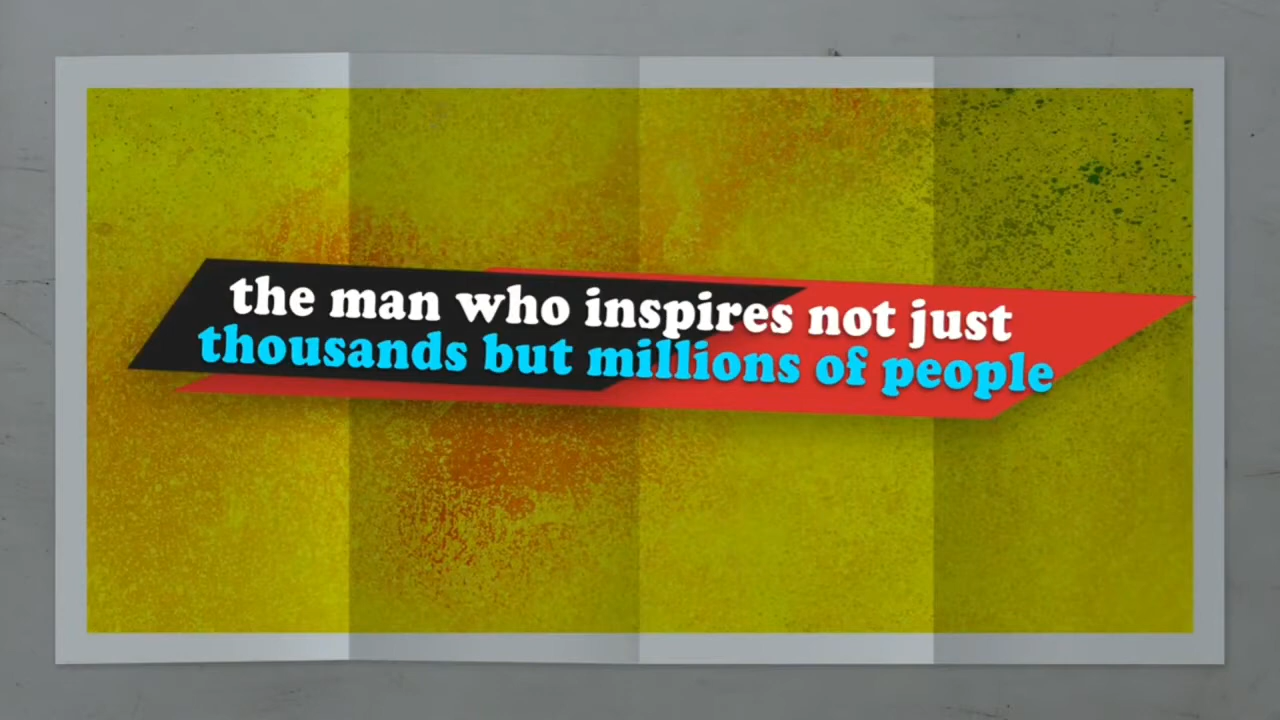 the man who inspires not just
thousands but millions of people